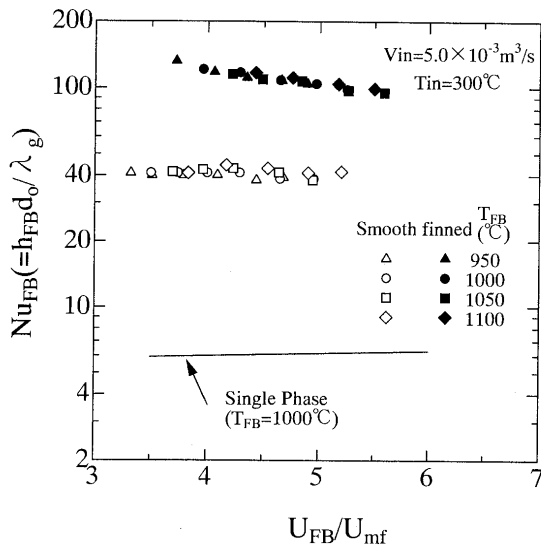 200
100
40
20
10
4
2
3
4
5
6
7
Nu_FB(=h_FB d_o/λ_g)
U_FB/U_mf
Vin=5.0×10⁻³m³/s
Tin=300℃
Smooth finned T_FB (℃)
△ ▲ 950
○ ● 1000
□ ■ 1050
◇ ◆ 1100
Single Phase
(T_FB=1000℃)